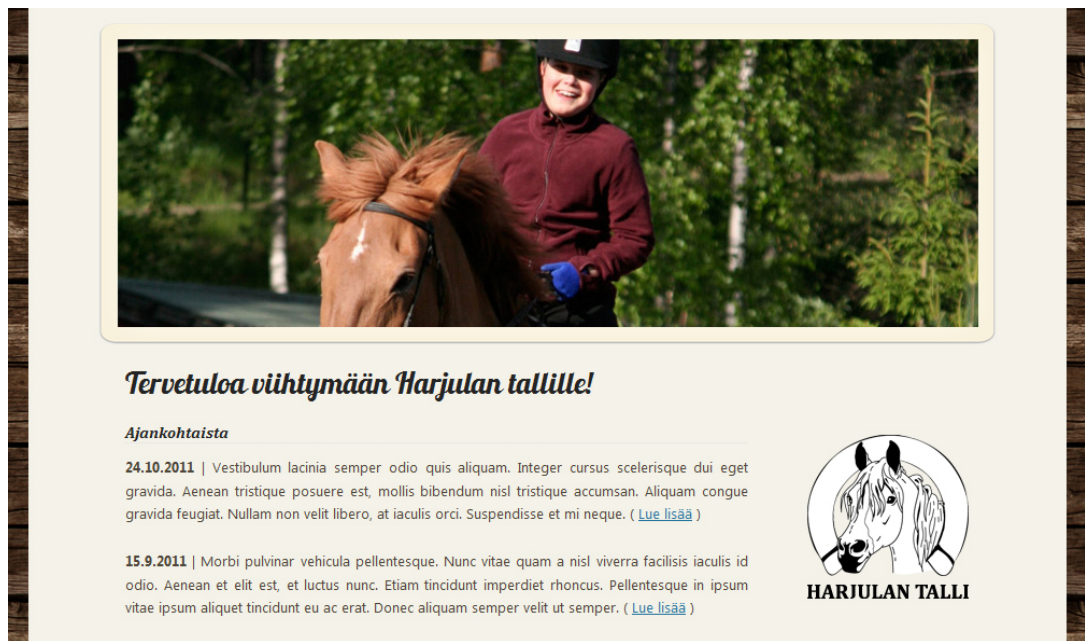 Tervetuloa viihtymään Harjulan tallille!
Ajankohtaista
24.10.2011 | Vestibulum lacinia semper odio quis aliquam. Integer cursus scelerisque dui eget
gravida. Aenean tristique posuere est, mollis bibendum nisl tristique accumsan. Aliquam congue
gravida feugiat. Nullam non velit libero, at iaculis orci. Suspendisse et mi neque. ( Lue lisää )
15.9.2011 | Morbi pulvinar vehicula pellentesque. Nunc vitae quam a nisl viverra facilisis iaculis id
odio. Aenean et elit est, et luctus nunc. Etiam tincidunt imperdiet rhoncus. Pellentesque in ipsum
vitae ipsum aliquet tincidunt eu ac erat. Donec aliquam semper velit ut semper. ( Lue lisää )
HARJULAN TALLI